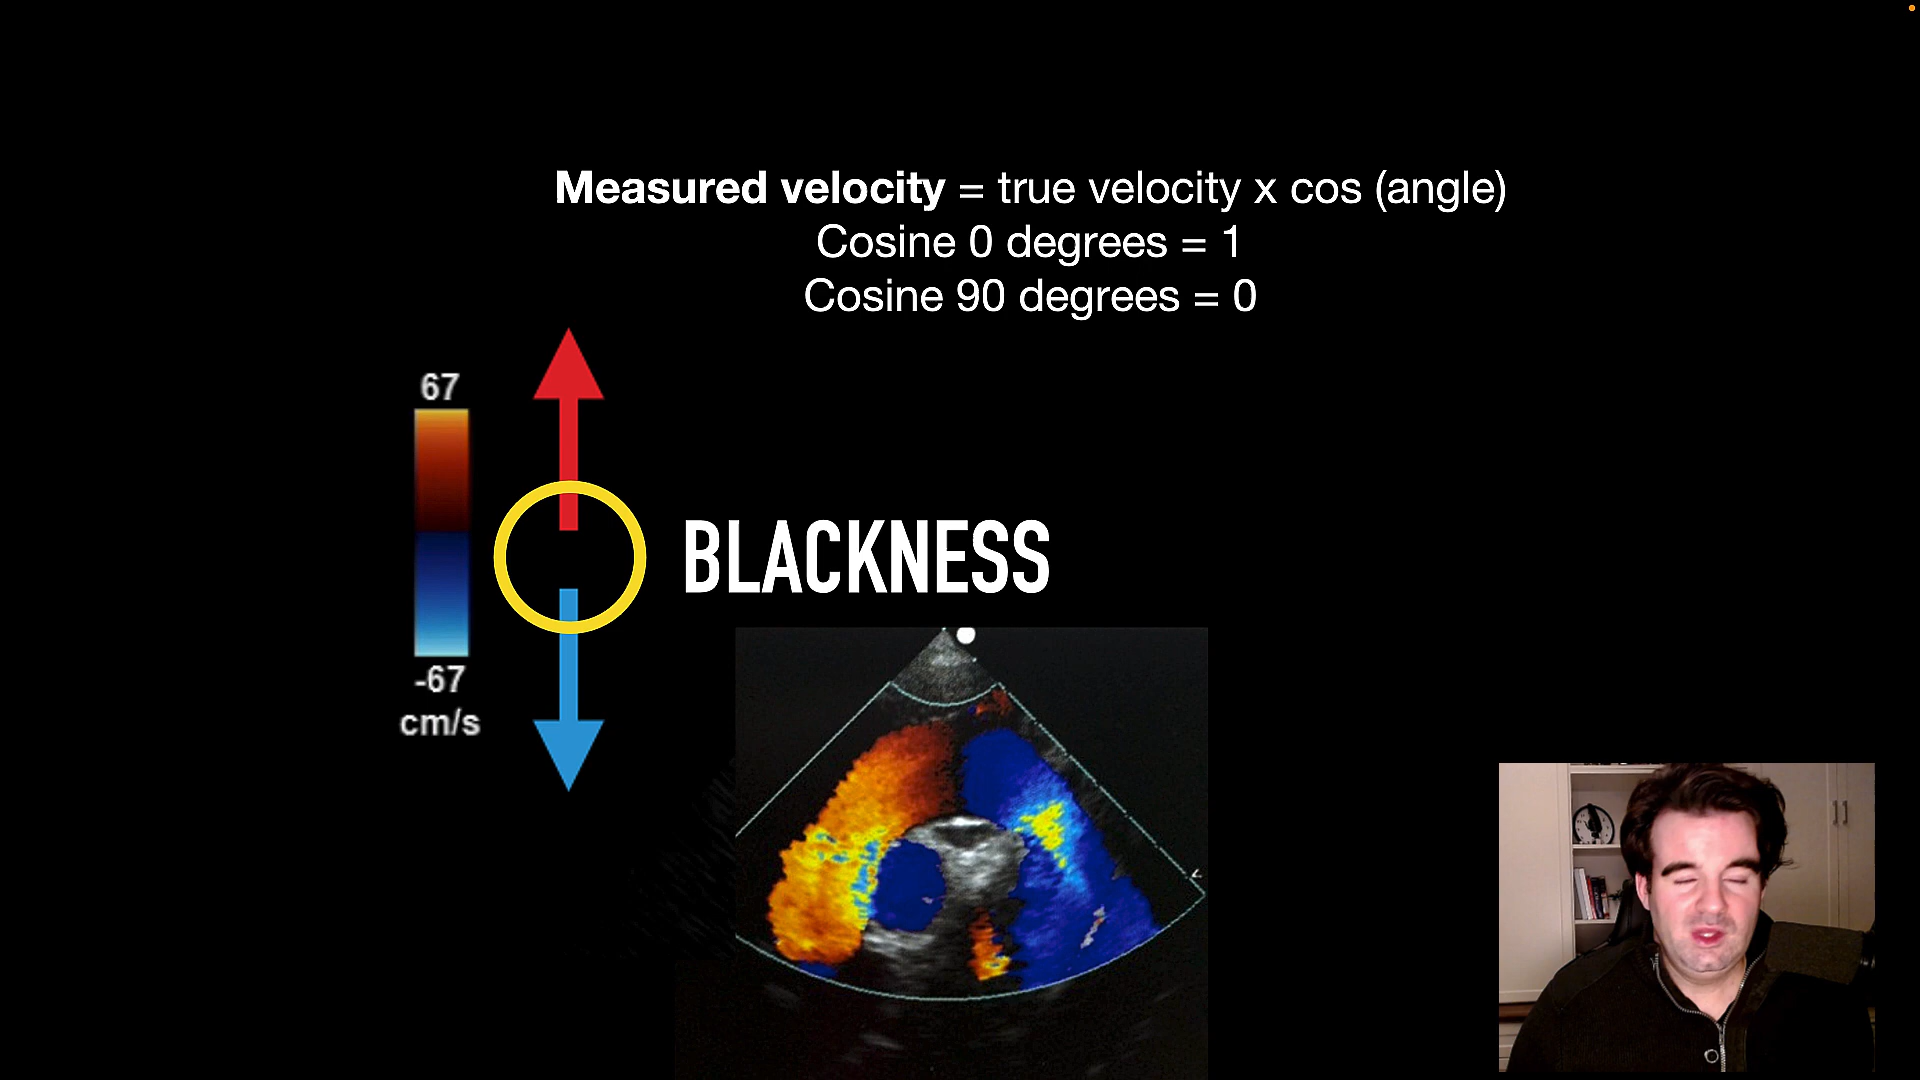 Measured velocity = true velocity x cos (angle)
Cosine 0 degrees = 1
Cosine 90 degrees = 0
67
BLACKNESS
-67
cm/s